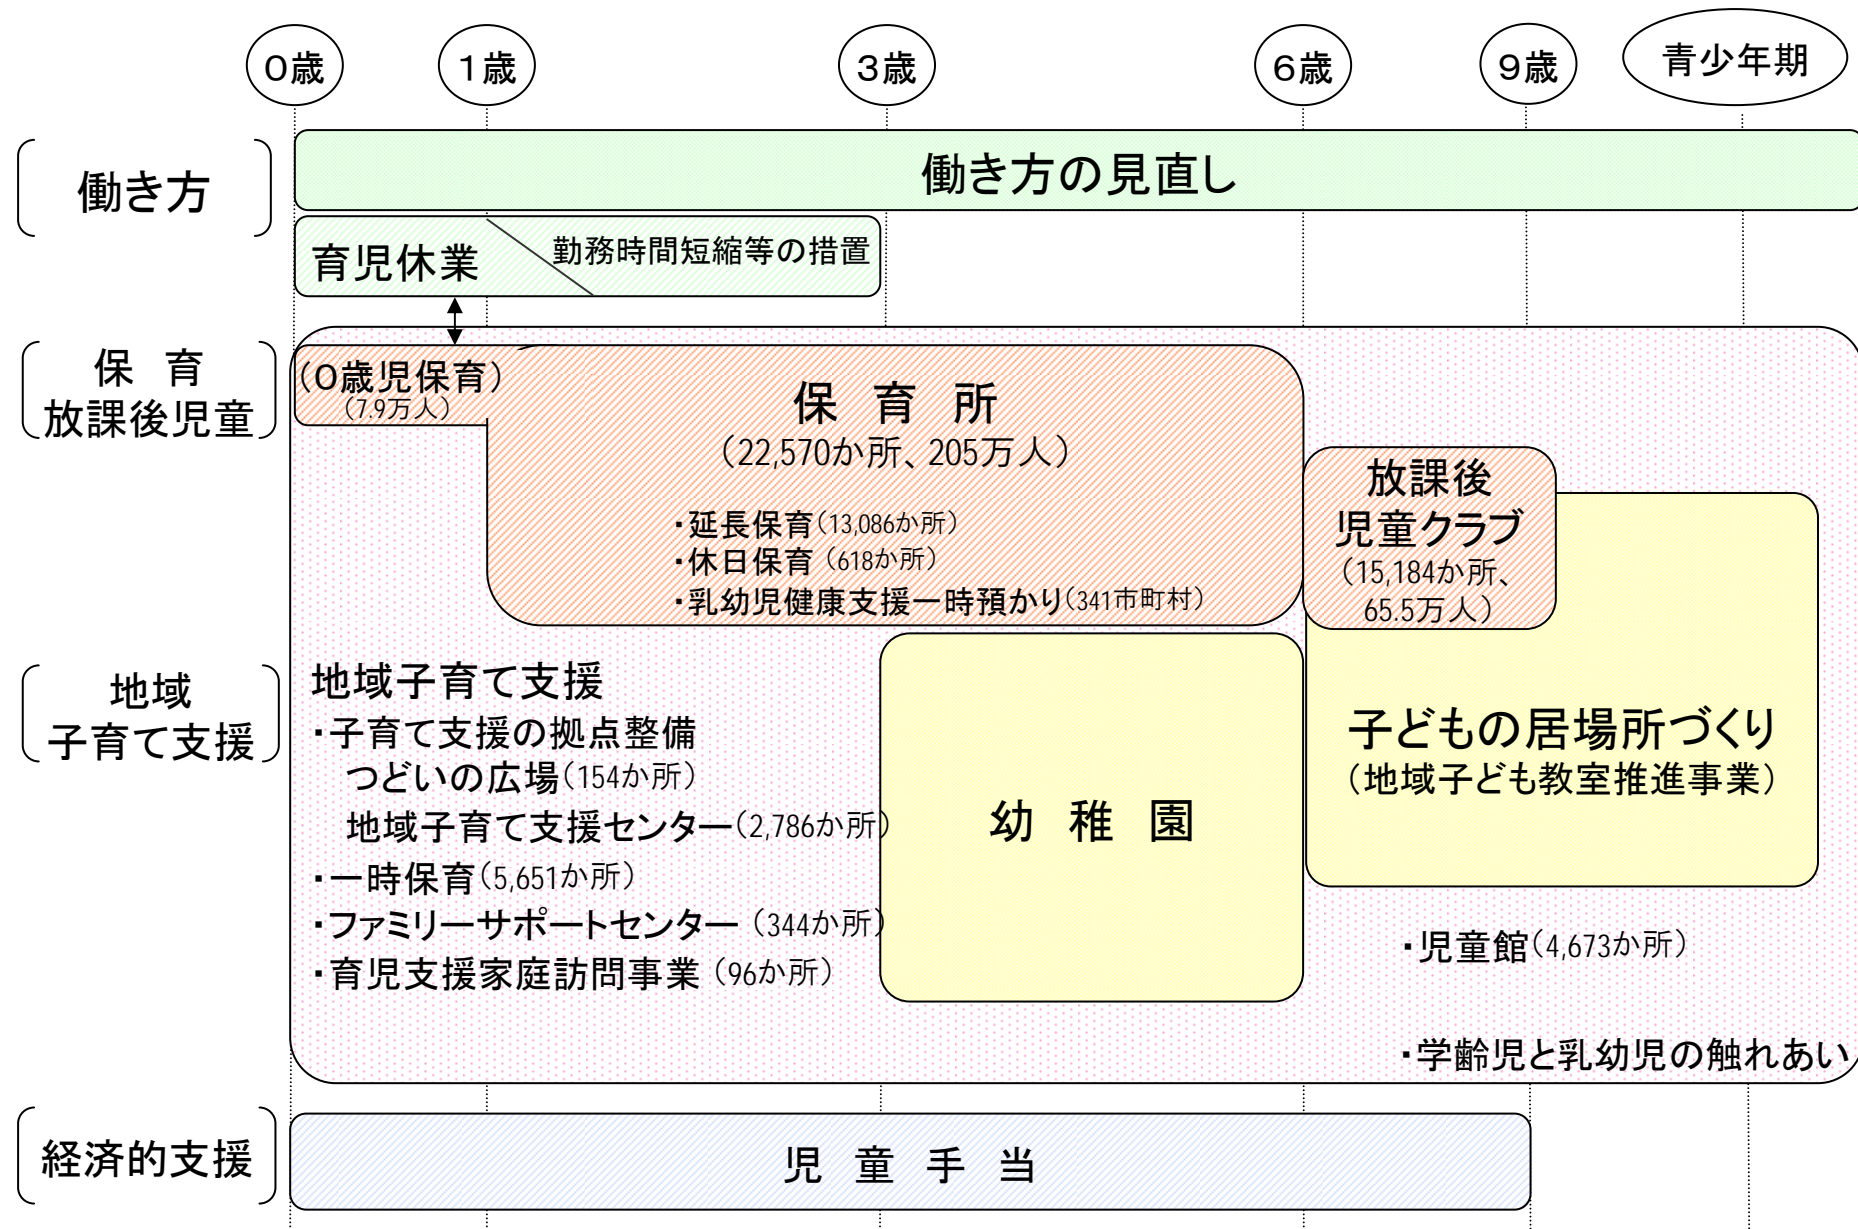 0歳
1歳
3歳
6歳
9歳
青少年期
働き方
働き方の見直し
育児休業
勤務時間短縮等の措置
保 育
放課後児童
(0歳児保育)
(7.9万人)
保 育 所
(22,570か所、205万人)
・延長保育(13,086か所)
・休日保育 (618か所)
・乳幼児健康支援一時預かり(341市町村)
放課後
児童クラブ
(15,184か所、
65.5万人)
地域
子育て支援
地域子育て支援
・子育て支援の拠点整備
つどいの広場(154か所)
地域子育て支援センター(2,786か所)
・一時保育(5,651か所)
・ファミリーサポートセンター (344か所)
・育児支援家庭訪問事業 (96か所)
幼 稚 園
子どもの居場所づくり
(地域子ども教室推進事業)
・児童館(4,673か所)
・学齢児と乳幼児の触れあい
経済的支援
児 童 手 当